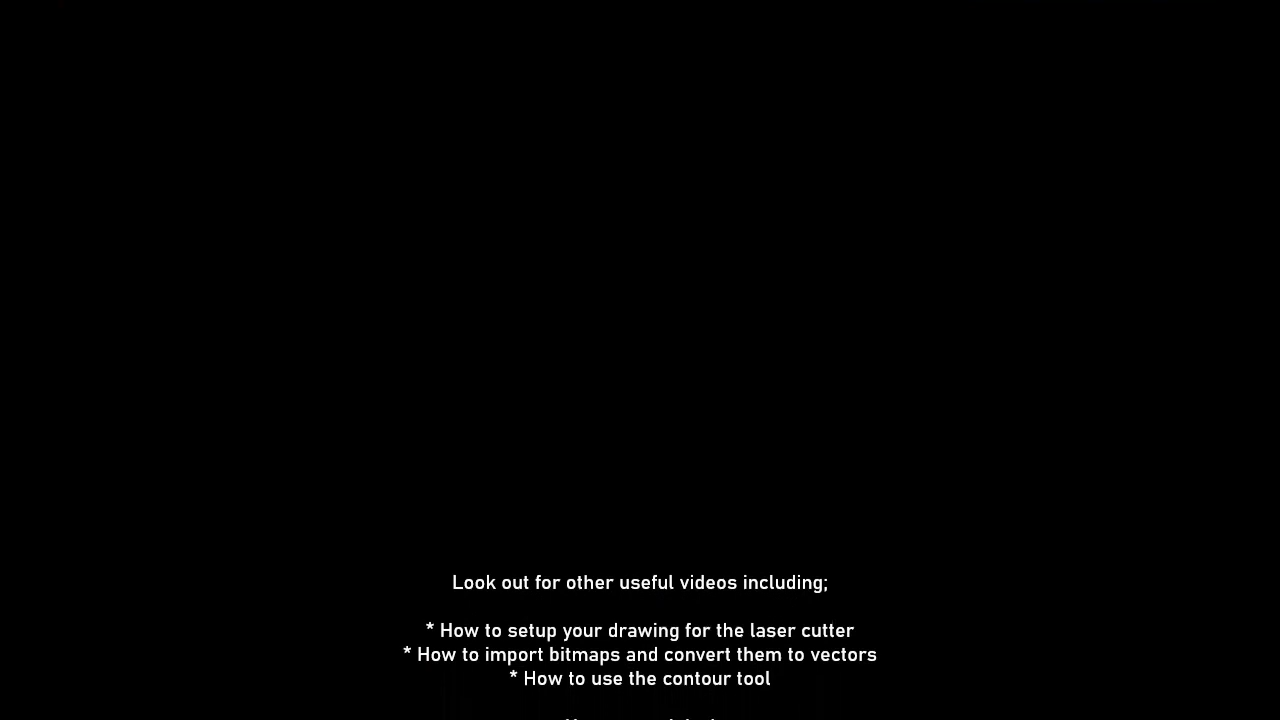 Look out for other useful videos including;
* How to setup your drawing for the laser cutter
* How to import bitmaps and convert them to vectors
* How to use the contour tool